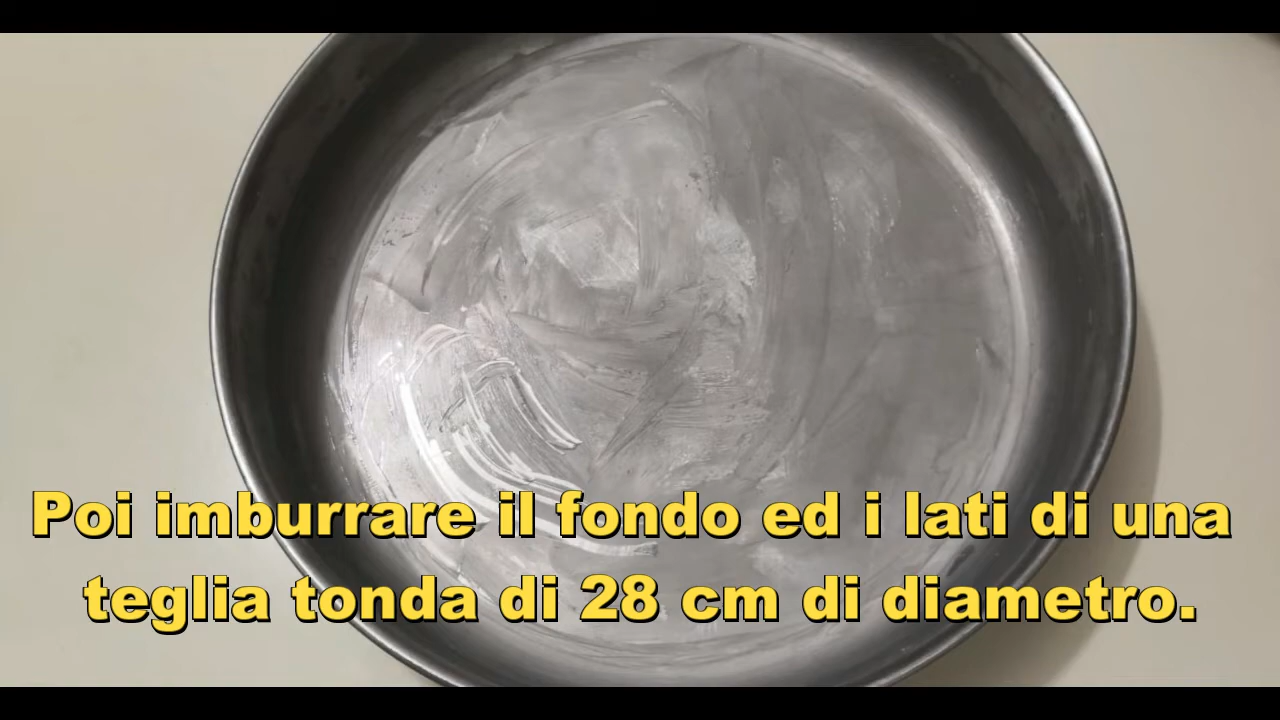 Poi imburrare il fondo ed i lati di una
teglia tonda di 28 cm di diametro.